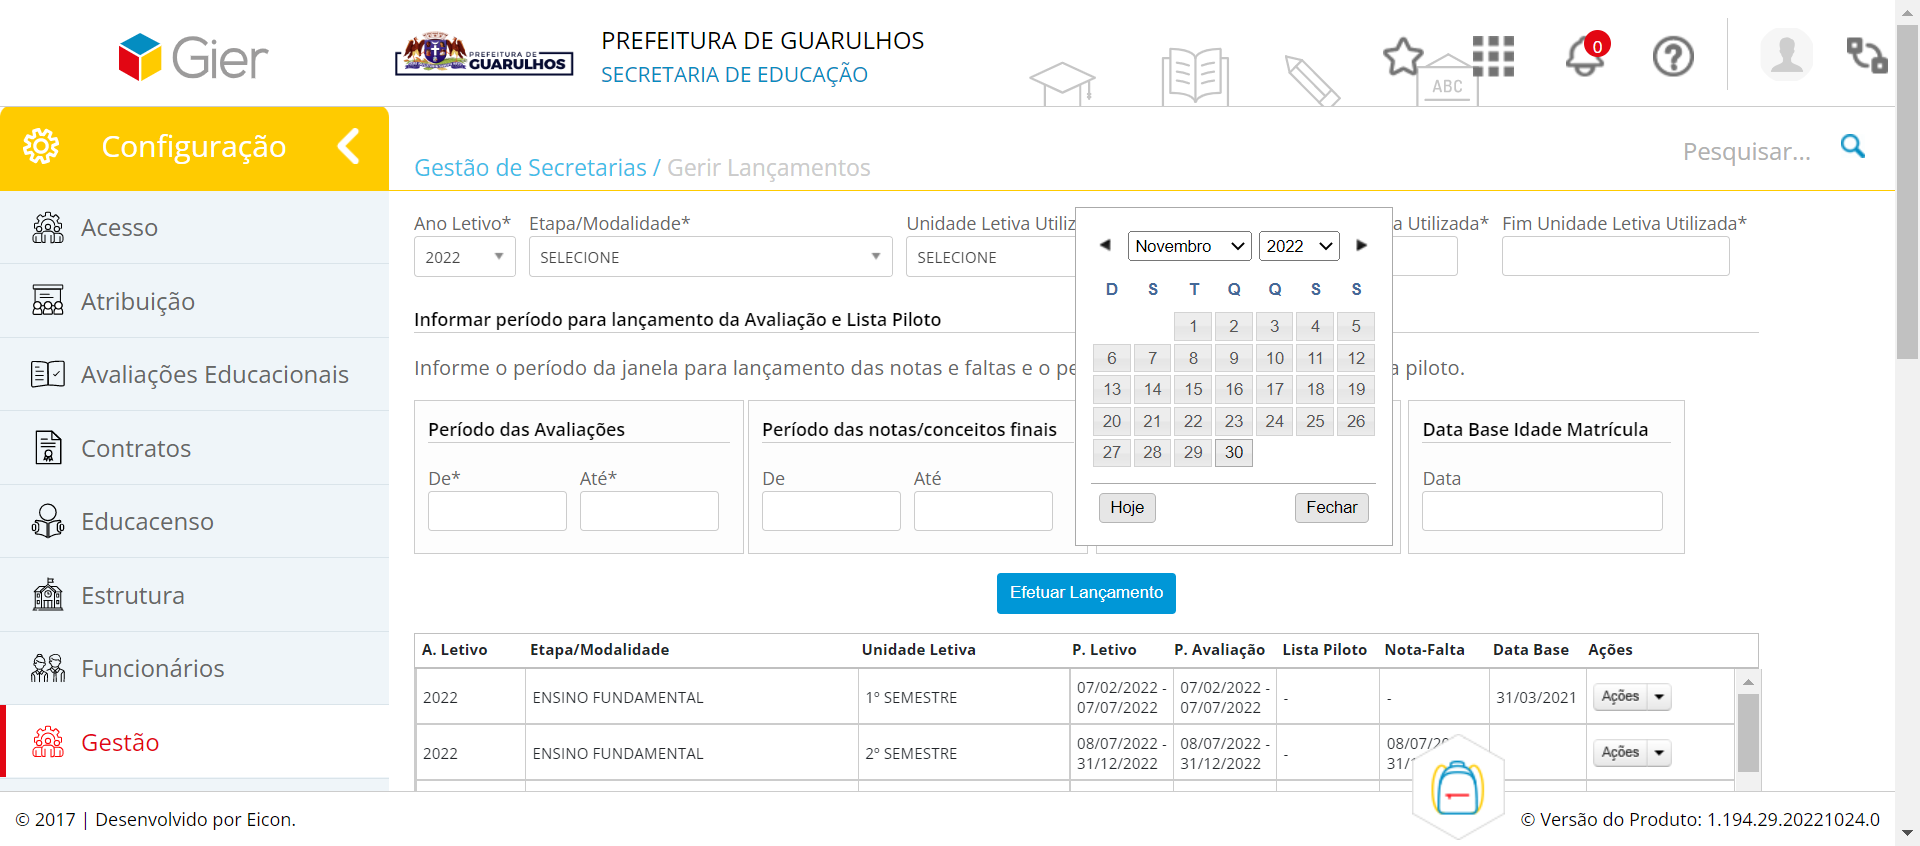 Gier
PREFEITURA DE
GUARULHOS
PREFEITURA DE GUARULHOS
SECRETARIA DE EDUCAÇÃO
ABC
0
Configuração
Gestão de Secretarias / Gerir Lançamentos
Pesquisar...
Acesso
Atribuição
Avaliações Educacionais
Contratos
Educacenso
Estrutura
Funcionários
Gestão
Ano Letivo* Etapa/Modalidade* Unidade Letiva Utiliz a Utilizada* Fim Unidade Letiva Utilizada*
2022 SELECIONE SELECIONE
Novembro 2022
D S T Q Q S S
1 2 3 4 5
6 7 8 9 10 11 12
13 14 15 16 17 18 19
20 21 22 23 24 25 26
27 28 29 30
Hoje Fechar
Informar período para lançamento da Avaliação e Lista Piloto
Informe o período da janela para lançamento das notas e faltas e o pe a piloto.
Período das Avaliações
De* Até*
Período das notas/conceitos finais
De Até
Data Base Idade Matrícula
Data
Efetuar Lançamento
A. Letivo Etapa/Modalidade Unidade Letiva P. Letivo P. Avaliação Lista Piloto Nota-Falta Data Base Ações
2022 ENSINO FUNDAMENTAL 1º SEMESTRE 07/02/2022 - 07/07/2022 07/02/2022 - 07/07/2022 - - 31/03/2021 Ações
2022 ENSINO FUNDAMENTAL 2º SEMESTRE 08/07/2022 - 31/12/2022 08/07/2022 - 31/12/2022 - 08/07/20 31/1 Ações
© 2017 | Desenvolvido por Eicon.
© Versão do Produto: 1.194.29.20221024.0